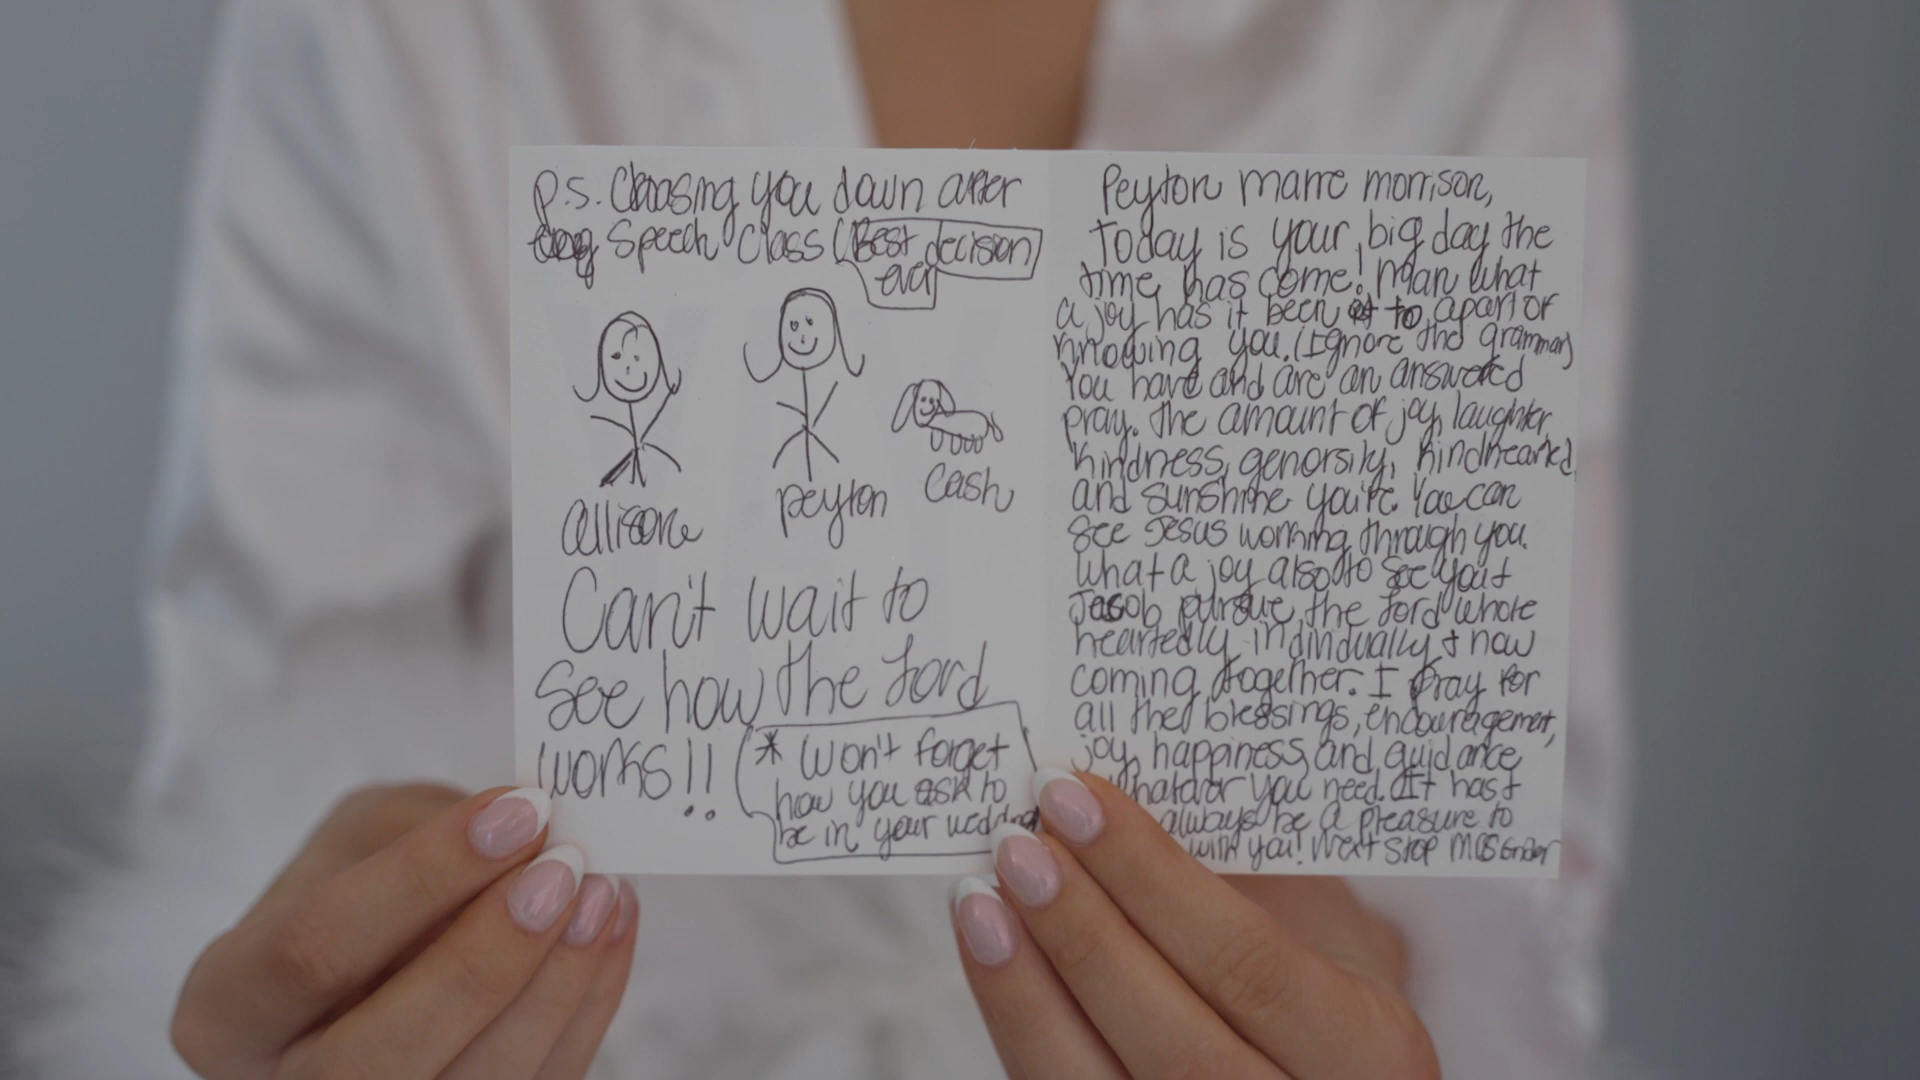 P.S. Chasing you down after
Speech Class (Best decision
ever
allison
peyton
Cash
Can't wait to
See how the Lord
works!!
* Won't forget
how you ask to
be in your wedding
Peyton Marie Morrison,
Today is your big day the
time has come! Man what
a joy has it been to apart of
knowing you. (Ignore the grammar)
You have and are an answered
pray. The amount of joy, laughter
Kindness, genorsity, kindhearted,
and sunshine you're. You can
See Jesus working through you.
What a joy also to see you +
Jacob pursue the Lord whole
heartedly indindually + now
coming together. I Pray for
all the blessings, encouragement,
joy, happiness and guidance
you need. It has +
always be a pleasure to
with you! Next stop